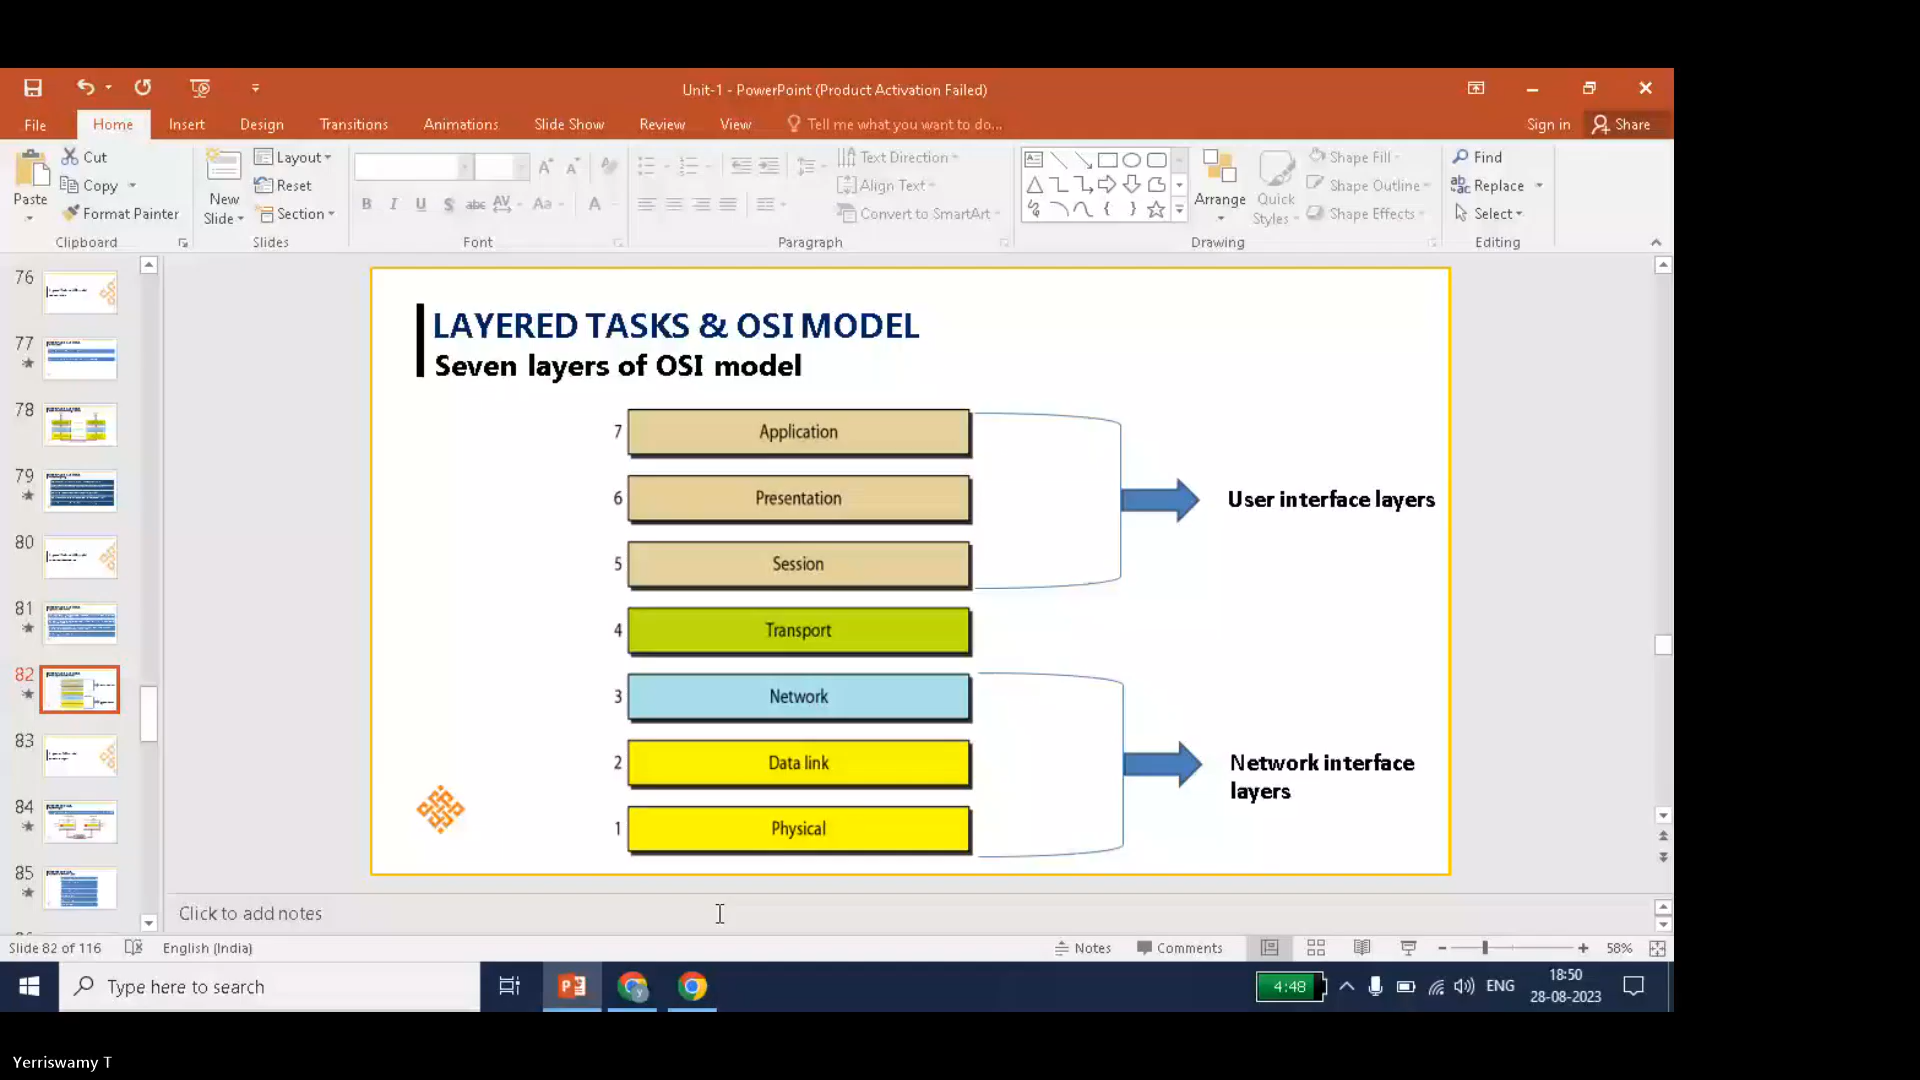 Unit-1 - PowerPoint (Product Activation Failed)
File Home Insert Design Transitions Animations Slide Show Review View Tell me what you want to do... Sign in Share
Paste Cut Copy Format Painter
Clipboard
New Slide Layout Reset Section
Slides
B I U S abc AV Aa A
Font
Text Direction
Align Text
Convert to SmartArt
Paragraph
Arrange Quick Styles
Shape Fill
Shape Outline
Shape Effects
Drawing
Find
Replace
Select
Editing
76
77
78
79
80
81
82
83
84
85
LAYERED TASKS & OSI MODEL
Seven layers of OSI model
7 Application
6 Presentation
5 Session
4 Transport
3 Network
2 Data link
1 Physical
User interface layers
Network interface
layers
Click to add notes
Slide 82 of 116 English (India) Notes Comments 58%
Type here to search
4:48 ENG 18:50
28-08-2023
Yerriswamy T